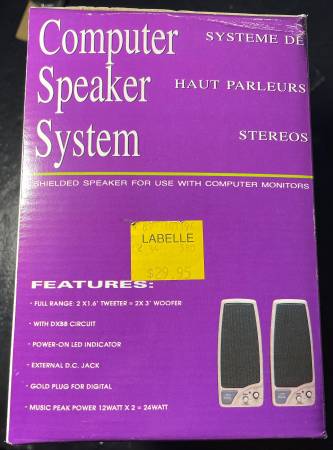 Computer SYSTEME DE
Speaker HAUT PARLEURS
System STEREOS
SHIELDED SPEAKER FOR USE WITH COMPUTER MONITORS
LABELLE
$29.95
FEATURES:
· FULL RANGE: 2 X1.6' TWEETER = 2X 3' WOOFER
· WITH DXBB CIRCUIT
· POWER-ON LED INDICATOR
· EXTERNAL D.C. JACK
· GOLD PLUG FOR DIGITAL
· MUSIC PEAK POWER 12WATT X 2 = 24WATT